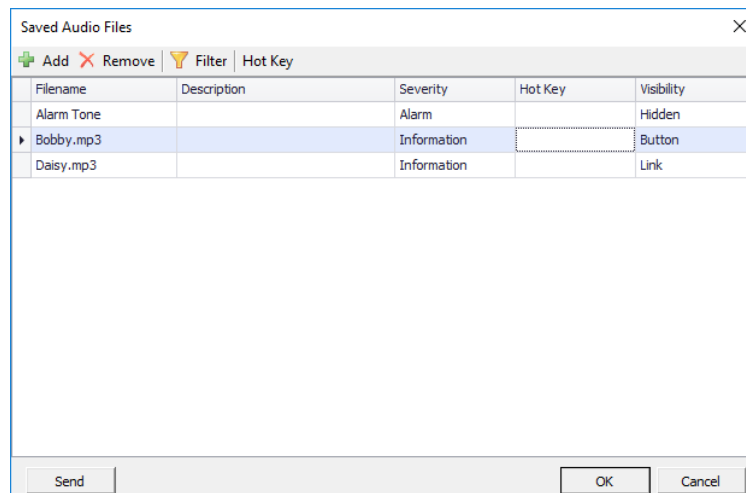 Saved Audio Files
Add Remove Filter Hot Key
Filename Description Severity Hot Key Visibility
Alarm Tone Alarm Hidden
Bobby.mp3 Information Button
Daisy.mp3 Information Link
Send OK Cancel